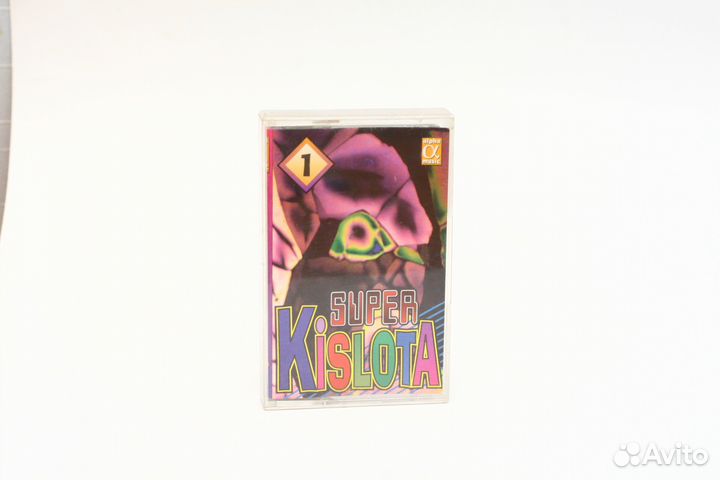 1
alpha
α
music
SUPER
KiSLOTA
Avito